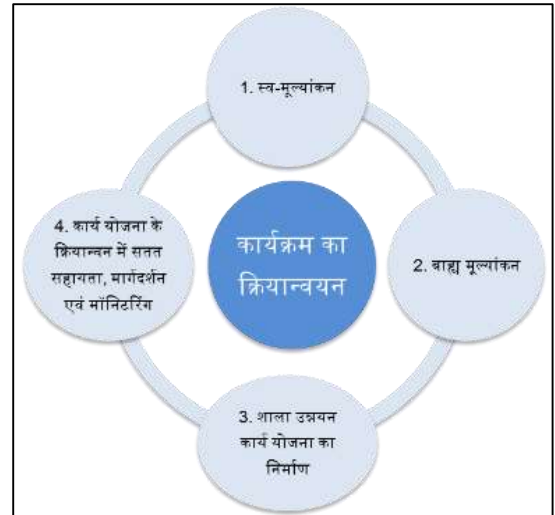 1. स्व-मूल्यांकन
कार्यक्रम का
क्रियान्वयन
2. बाह्य मूल्यांकन
3. शाला उन्नयन
कार्य योजना का
निर्माण
4. कार्य योजना के
क्रियान्वन में सतत
सहायता, मार्गदर्शन
एवं मॉनिटरिंग